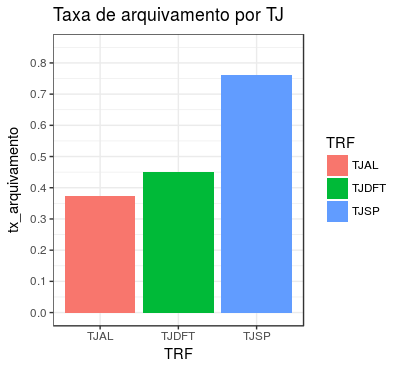 Taxa de arquivamento por TJ
tx_arquivamento
0.8
0.7
0.6
0.5
0.4
0.3
0.2
0.1
0.0
TJAL TJDFT TJSP
TRF
TRF
TJAL
TJDFT
TJSP